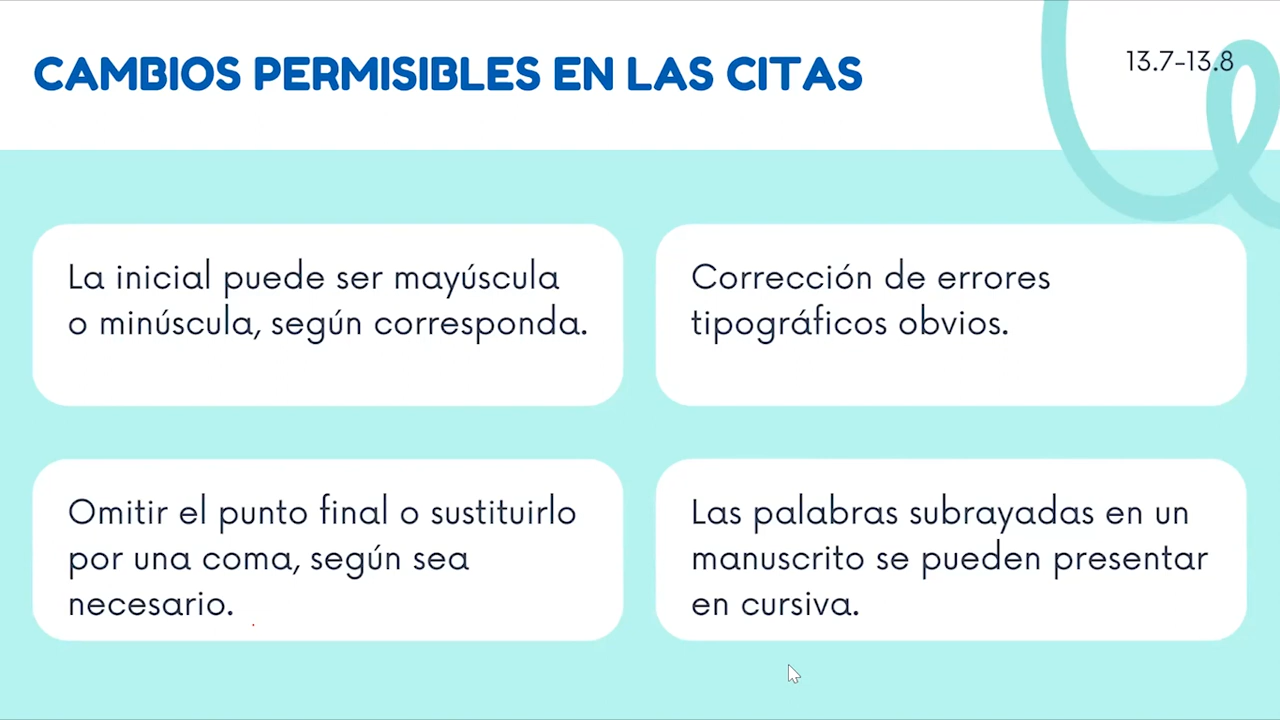 CAMBIOS PERMISIBLES EN LAS CITAS
13.7-13.8
La inicial puede ser mayúscula
o minúscula, según corresponda.
Corrección de errores
tipográficos obvios.
Omitir el punto final o sustituirlo
por una coma, según sea
necesario.
Las palabras subrayadas en un
manuscrito se pueden presentar
en cursiva.